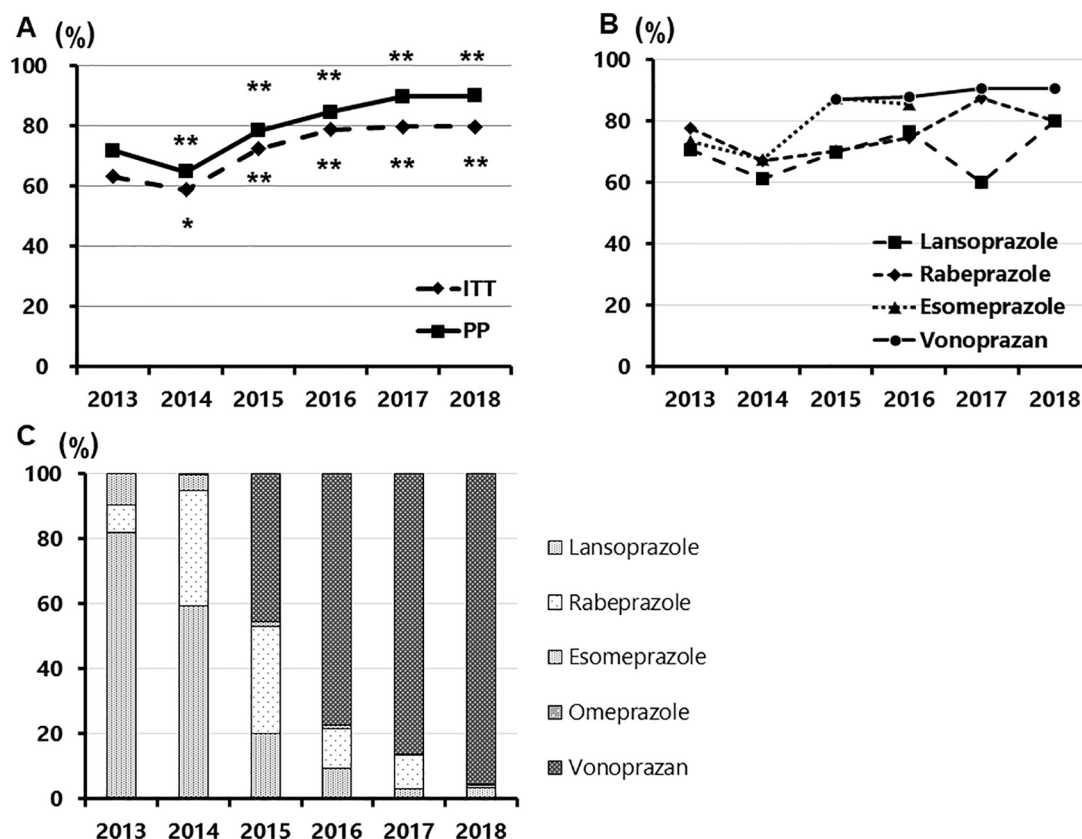 A
(%)
100
80
60
40
20
0
** ** ** ** **
* ** ** ** **
ITT
PP
2013 2014 2015 2016 2017 2018
B
(%)
100
80
60
40
20
0
Lansoprazole
Rabeprazole
Esomeprazole
Vonoprazan
2013 2014 2015 2016 2017 2018
C
(%)
100
80
60
40
20
0
2013 2014 2015 2016 2017 2018
Lansoprazole
Rabeprazole
Esomeprazole
Omeprazole
Vonoprazan